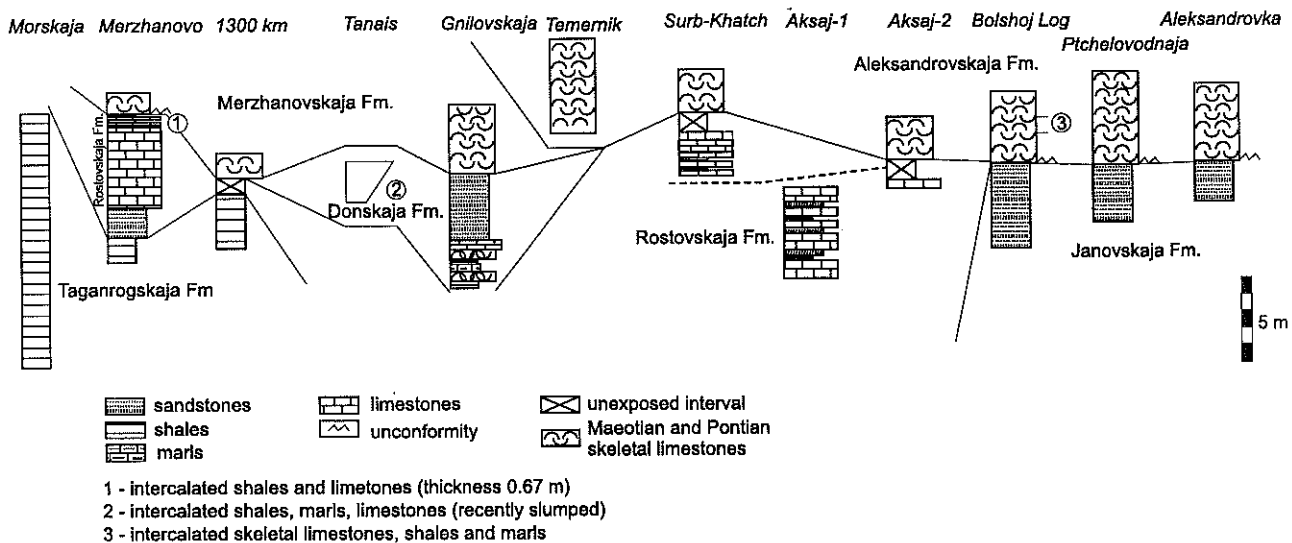 Morskaja Merzhanovo 1300 km Tanais Gnilovskaja Temernik Surb-Khatch Aksaj-1 Aksaj-2 Bolshoj Log Ptchelovodnaja Aleksandrovka
Aleksandrovskaja Fm.
Merzhanovskaja Fm.
1
3
Rostovskaja Fm.
2
Donskaja Fm.
Rostovskaja Fm.
Janovskaja Fm.
Taganrogskaja Fm
5 m
sandstones limestones unexposed interval
shales unconformity Maeotian and Pontian
marls skeletal limestones
1 - intercalated shales and limetones (thickness 0.67 m)
2 - intercalated shales, marls, limestones (recently slumped)
3 - intercalated skeletal limestones, shales and marls